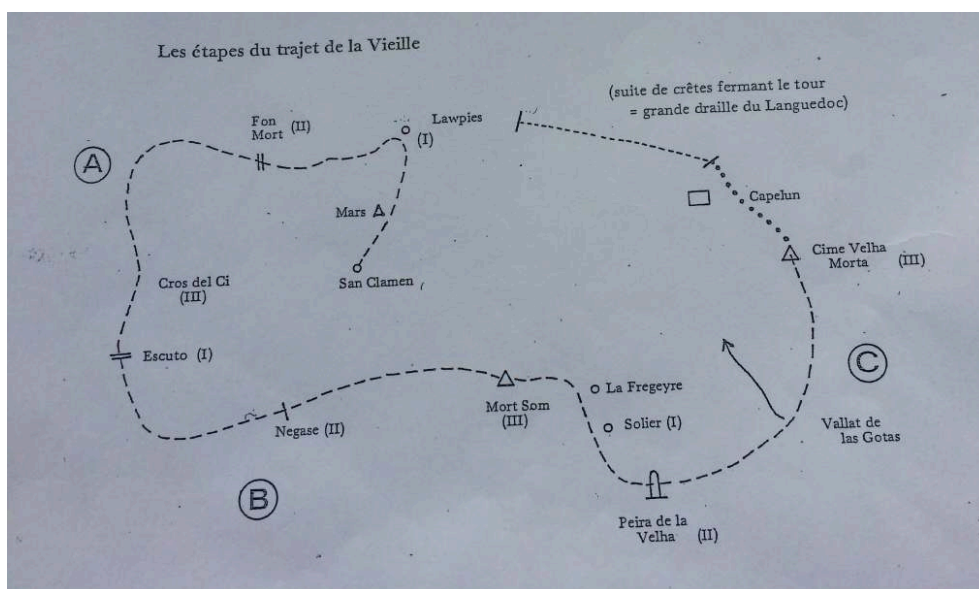 Les étapes du trajet de la Vieille
(suite de crêtes fermant le tour
= grande draille du Languedoc)
Fon
Mort (II)
Lawpies
(I)
A
Mars
Capelun
San Clamen
Cime Velha
Morta (III)
Cros del Ci
(III)
Escuto (I)
C
La Fregeyre
Mort Som
(III)
Solier (I)
Negase (II)
Vallat de
las Gotas
B
Peira de la
Velha (II)